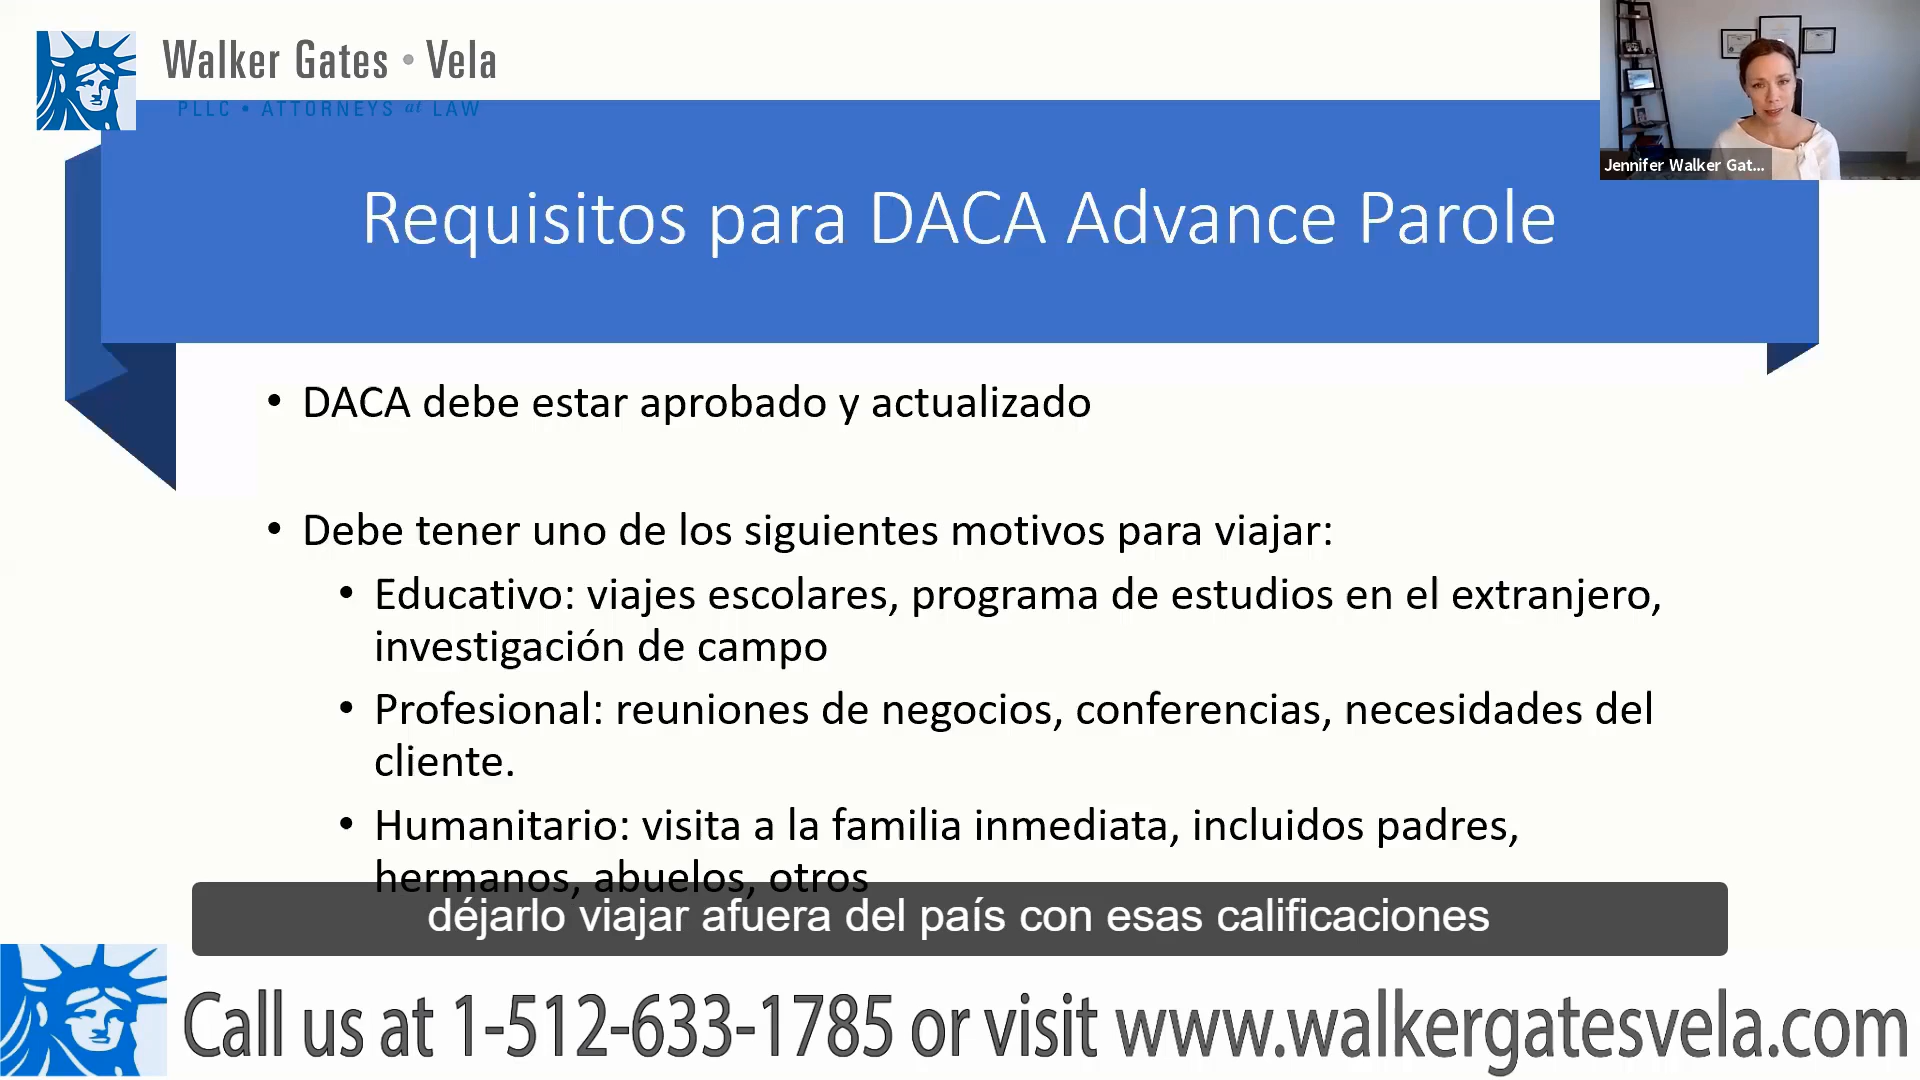 Walker Gates • Vela
PLLC • ATTORNEYS at LAW
Jennifer Walker Gat...
Requisitos para DACA Advance Parole
• DACA debe estar aprobado y actualizado
• Debe tener uno de los siguientes motivos para viajar:
• Educativo: viajes escolares, programa de estudios en el extranjero,
investigación de campo
• Profesional: reuniones de negocios, conferencias, necesidades del
cliente.
• Humanitario: visita a la familia inmediata, incluidos padres,
hermanos, abuelos, otros
déjarlo viajar afuera del país con esas calificaciones
Call us at 1-512-633-1785 or visit www.walkergatesvela.com